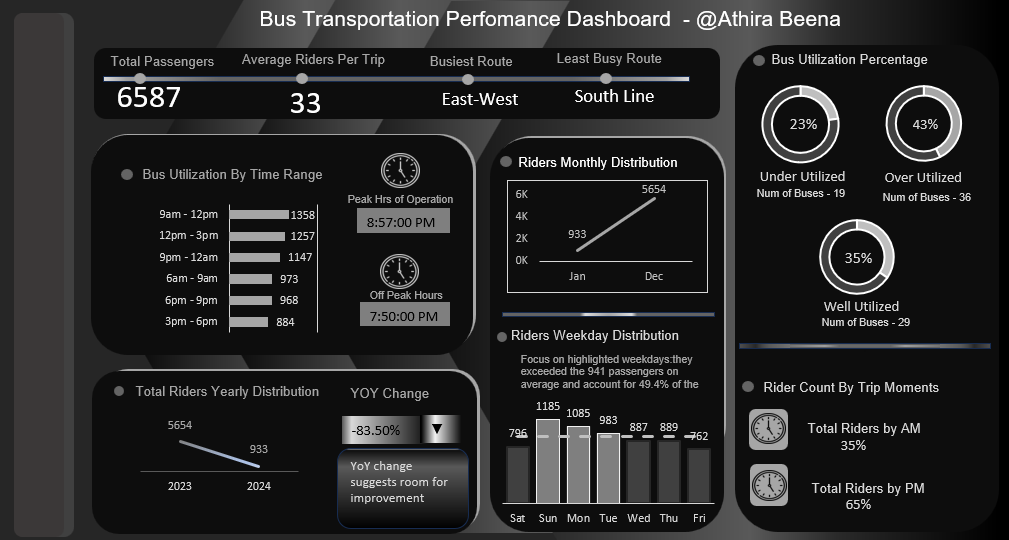 Bus Transportation Perfomance Dashboard - @Athira Beena
Total Passengers
6587
Average Riders Per Trip
33
Busiest Route
East-West
Least Busy Route
South Line
Bus Utilization By Time Range
9am - 12pm 1358
12pm - 3pm 1257
9pm - 12am 1147
6am - 9am 973
6pm - 9pm 968
3pm - 6pm 884
Peak Hrs of Operation
8:57:00 PM
Off Peak Hours
7:50:00 PM
Total Riders Yearly Distribution
5654
933
2023 2024
YOY Change
-83.50% ▼
YoY change
suggests room for
improvement
Riders Monthly Distribution
6K
4K
2K
0K
933
5654
Jan Dec
Riders Weekday Distribution
Focus on highlighted weekdays:they
exceeded the 941 passengers on
average and account for 49.4% of the
796 1185 1085 983 887 889 762
Sat Sun Mon Tue Wed Thu Fri
Bus Utilization Percentage
23%
Under Utilized
Num of Buses - 19
43%
Over Utilized
Num of Buses - 36
35%
Well Utilized
Num of Buses - 29
Rider Count By Trip Moments
Total Riders by AM
35%
Total Riders by PM
65%